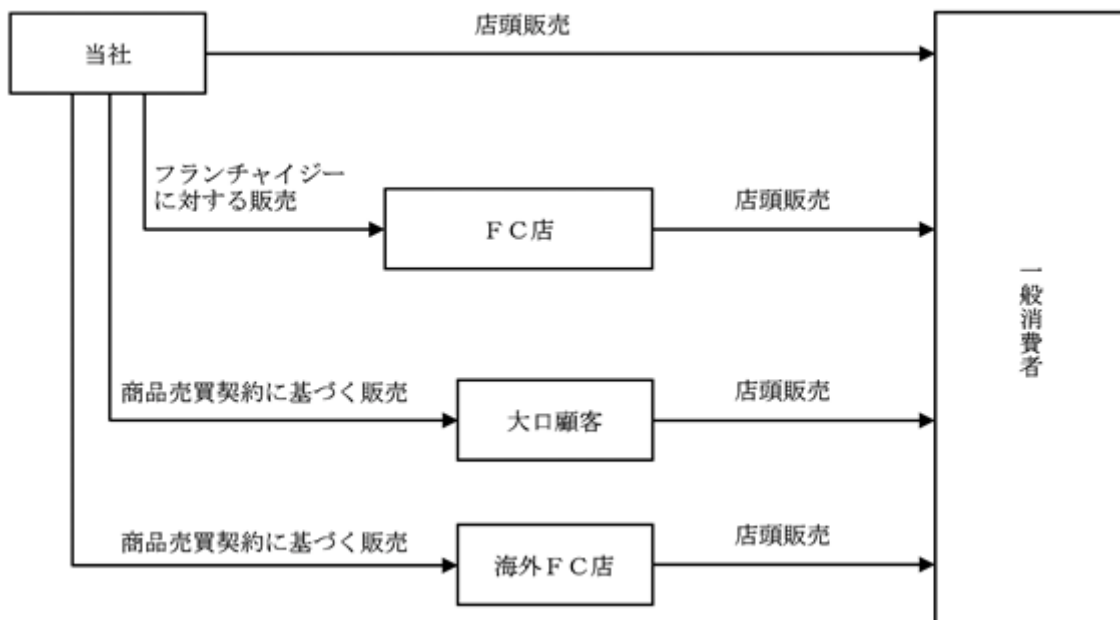 店頭販売
当社
フランチャイジー
に対する販売
ＦＣ店
店頭販売
商品売買契約に基づく販売
大口顧客
店頭販売
商品売買契約に基づく販売
海外ＦＣ店
店頭販売
一般消費者